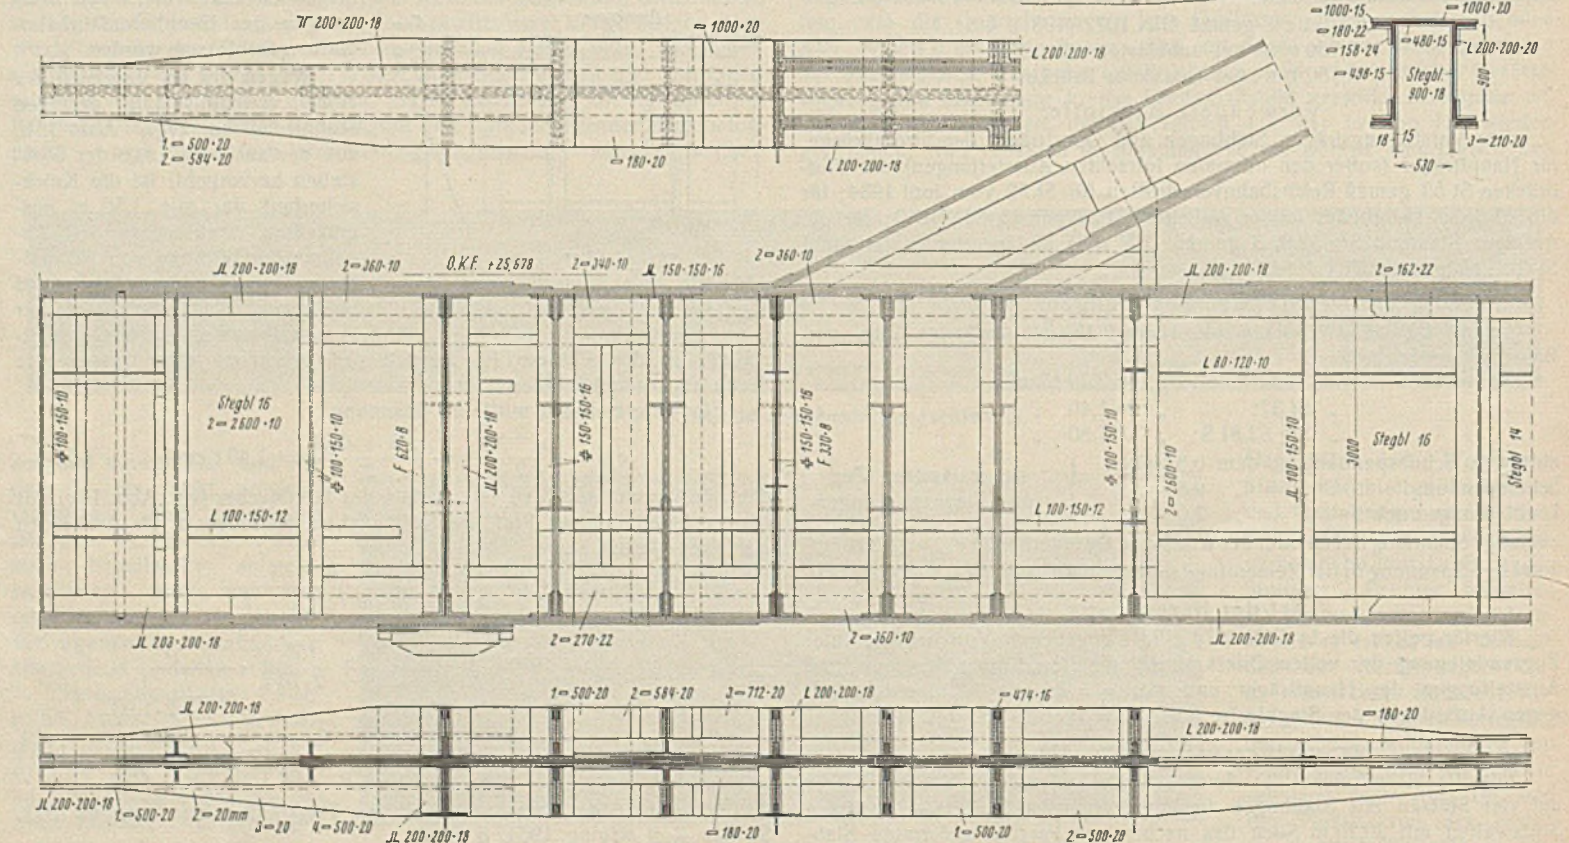 ᒣᒥ 200·200·18
▭ 1000·20
L 200·200·18
1 ▭ 500·20
2 ▭ 584·20
▭ 180·20
L 200·200·18
▭ 1000·15
▭ 1000·20
▭ 180·22
▭ 480·15
L 200·200·20
▭ 158·24
▭ 498·15
Stegbl.
900·18
900
18
15
3 ▭ 210·20
530
JL 200·200·18
2 ▭ 360·10
O.K.F. +25,678
2 ▭ 340·10
JL 150·150·16
2 ▭ 360·10
JL 200·200·18
2 ▭ 162·22
100·150·10
Stegbl 16
2 ▭ 2600·10
100·150·10
F 620·8
JL 200·200·18
150·150·16
150·150·16
F 330·8
100·150·10
2 ▭ 2600·10
L 80·120·10
JL 100·150·10
3000
Stegbl 16
Stegbl 14
L 100·150·12
L 100·150·12
JL 203·200·18
2 ▭ 270·22
2 ▭ 360·10
JL 200·200·18
JL 200·200·18
1 ▭ 500·20
2 ▭ 584·20
3 ▭ 712·20
L 200·200·18
▭ 474·16
▭ 180·20
L 200·200·18
JL 200·200·18
1 ▭ 500·20
2 ▭ 20mm
3 ▭ 20
4 ▭ 500·20
JL 200·200·18
▭ 180·20
1 ▭ 500·20
2 ▭ 500·20